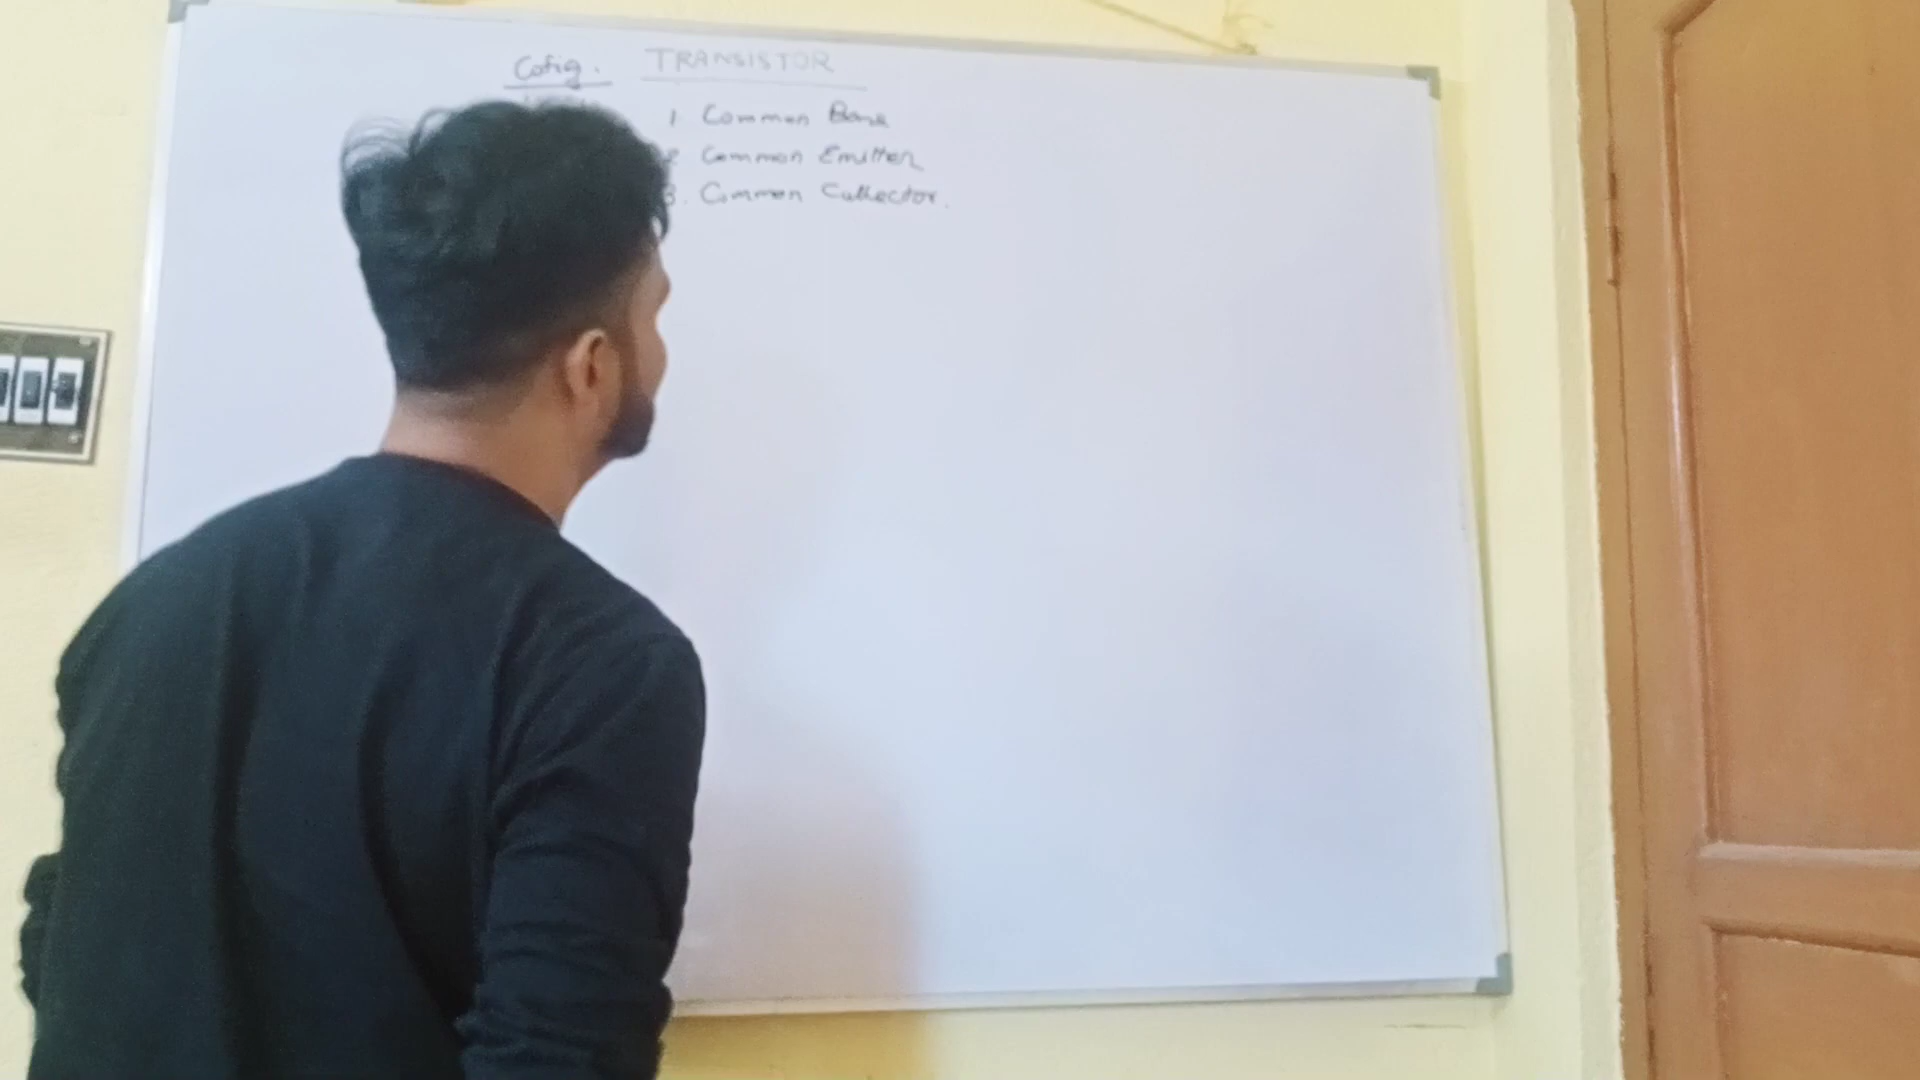 Cofig. TRANSISTOR
1 Common Base
2 Common Emitter
3. Common Collector.